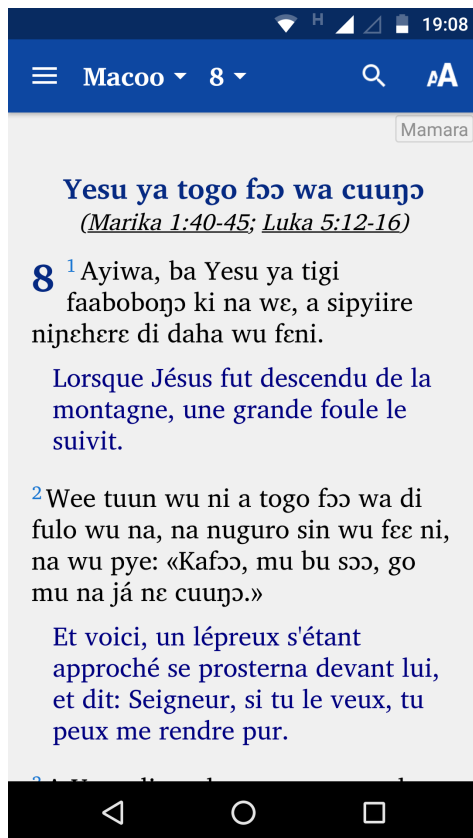 H 19:08
Macoo 8
Mamara
Yesu ya togo fɔɔ wa cuuŋɔ
(Marika 1:40-45; Luka 5:12-16)
8 1 Ayiwa, ba Yesu ya tigi
faaboboŋɔ ki na wɛ, a sipyiire
niɲɛhɛrɛ di daha wu fɛni.
Lorsque Jésus fut descendu de la
montagne, une grande foule le
suivit.
2 Wee tuun wu ni a togo fɔɔ wa di
fulo wu na, na nuguro sin wu fɛɛ ni,
na wu pye: «Kafɔɔ, mu bu sɔɔ, go
mu na já nɛ cuuŋɔ.»
Et voici, un lépreux s'étant
approché se prosterna devant lui,
et dit: Seigneur, si tu le veux, tu
peux me rendre pur.